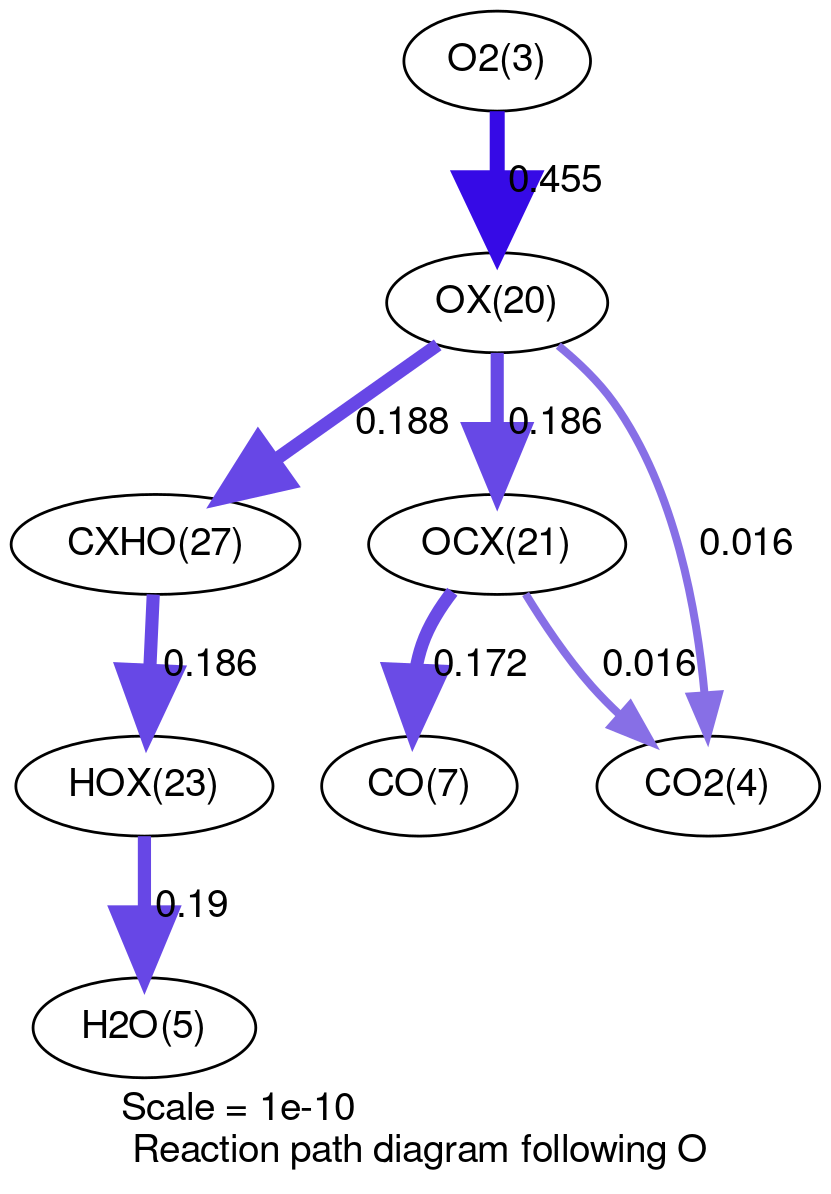 O2(3)
0.455
OX(20)
0.188
0.186
0.016
CXHO(27)
OCX(21)
0.186
0.172
0.016
HOX(23)
CO(7)
CO2(4)
0.19
H2O(5)
Scale = 1e-10
Reaction path diagram following O